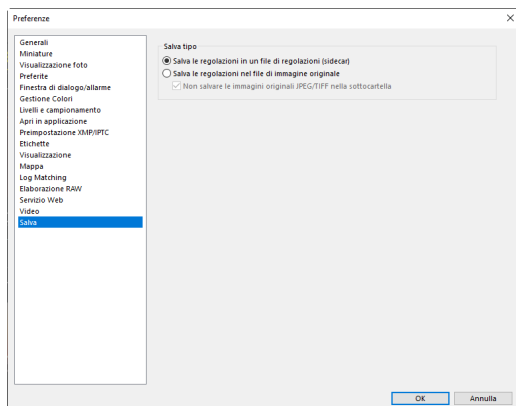 Preferenze
Generali
Miniature
Visualizzazione foto
Preferite
Finestra di dialogo/allarme
Gestione Colori
Livelli e campionamento
Apri in applicazione
Preimpostazione XMP/IPTC
Etichette
Visualizzazione
Mappa
Log Matching
Elaborazione RAW
Servizio Web
Video
Salva
Salva tipo
Salva le regolazioni in un file di regolazioni (sidecar)
Salva le regolazioni nel file di immagine originale
Non salvare le immagini originali JPEG/TIFF nella sottocartella
OK
Annulla